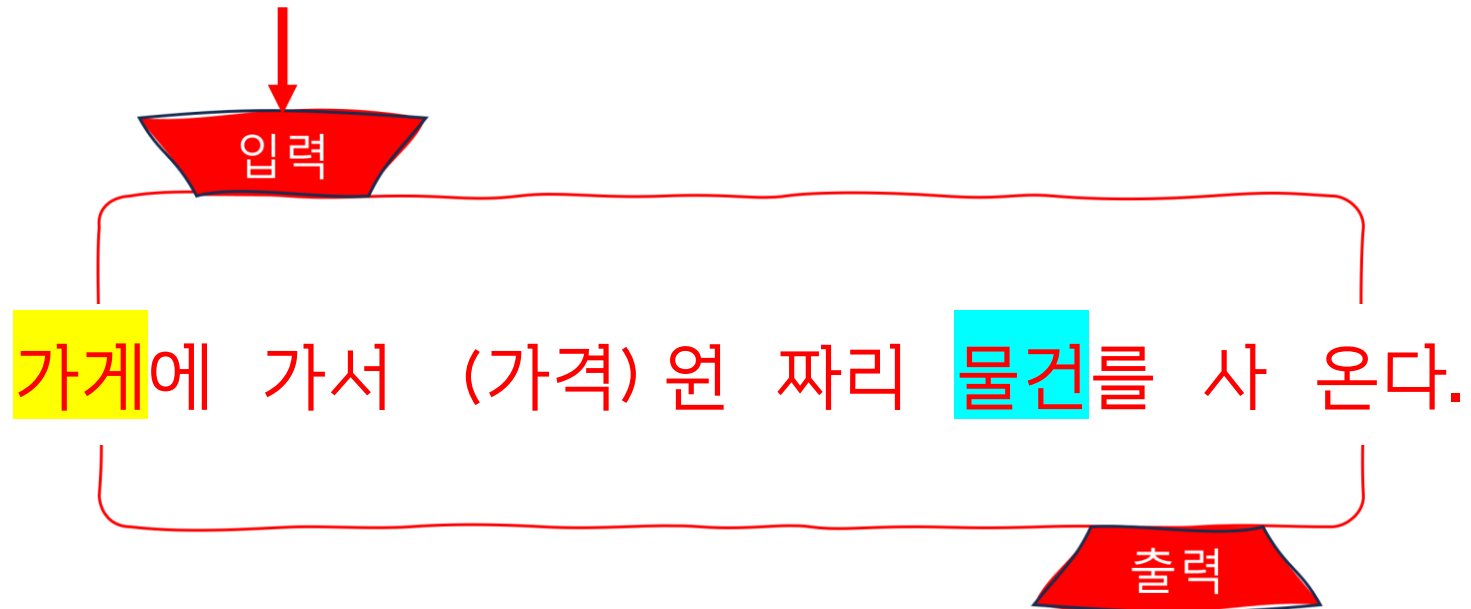 입력
가게에 가서 (가격) 원 짜리 물건를 사 온다.
출력